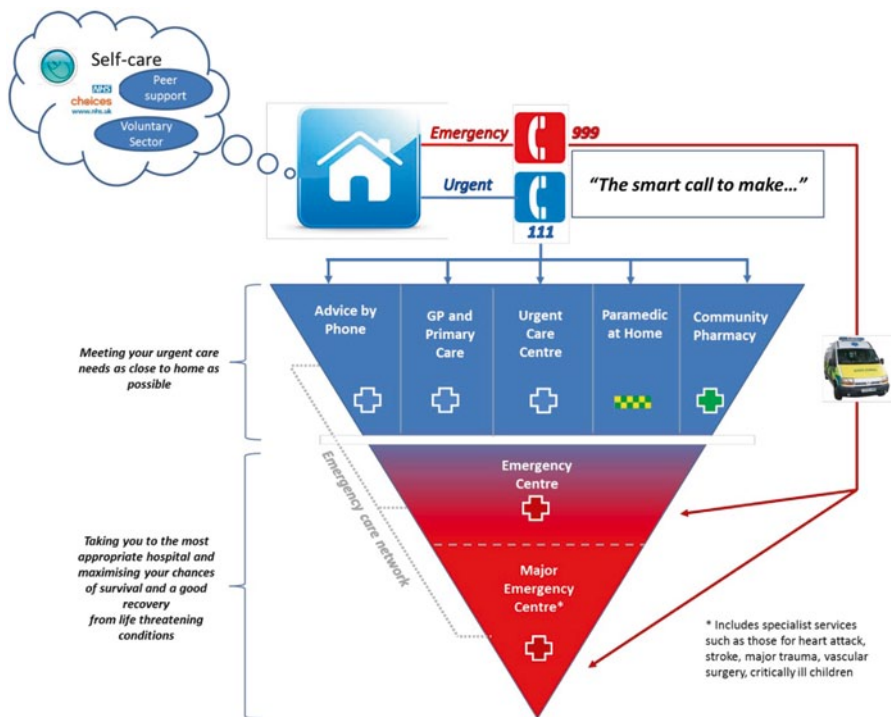 Self-care
Peer
support
NHS
choices
www.nhs.uk
Voluntary
Sector
Emergency
999
Urgent
111
“The smart call to make…”
Advice by
Phone
GP and
Primary
Care
Urgent
Care
Centre
Paramedic
at Home
Community
Pharmacy
Meeting your urgent care
needs as close to home as
possible
Emergency care network
Emergency
Centre
Taking you to the most
appropriate hospital and
maximising your chances
of survival and a good
recovery
from life threatening
conditions
Major
Emergency
Centre*
* Includes specialist services
such as those for heart attack,
stroke, major trauma, vascular
surgery, critically ill children